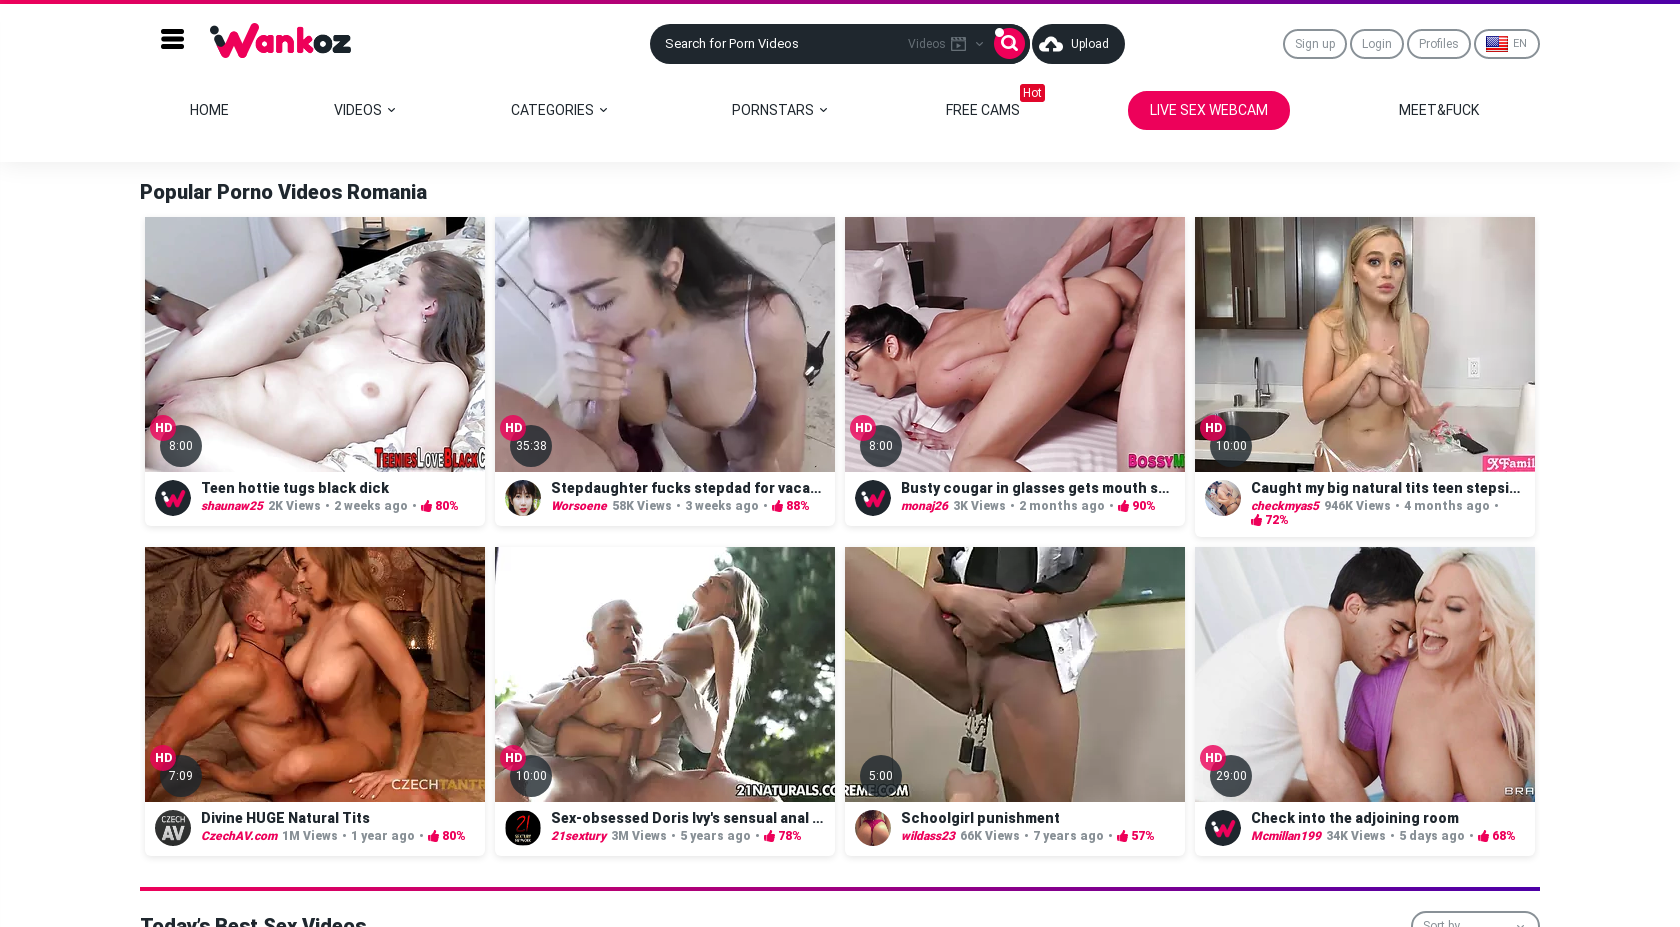 Wankoz
Search for Porn Videos
Videos
Upload
Sign up
Login
Profiles
EN
HOME
VIDEOS
CATEGORIES
PORNSTARS
FREE CAMS
Hot
LIVE SEX WEBCAM
MEET&FUCK
Popular Porno Videos Romania
HD
8:00
TEENIESLOVEBLACKC
Teen hottie tugs black dick
shaunaw25 2K Views • 2 weeks ago • 80%
HD
35:38
Stepdaughter fucks stepdad for vaca...
Worsoene 58K Views • 3 weeks ago • 88%
HD
8:00
BOSSYM
Busty cougar in glasses gets mouth s...
monaj26 3K Views • 2 months ago • 90%
HD
10:00
XFamil
Caught my big natural tits teen stepsi...
checkmyas5 946K Views • 4 months ago •
72%
HD
7:09
CZECHTANTR
CZECH
AV
Divine HUGE Natural Tits
CzechAV.com 1M Views • 1 year ago • 80%
HD
10:00
21NATURALS.CO
21
Sex-obsessed Doris Ivy's sensual anal ...
21sextury 3M Views • 5 years ago • 78%
5:00
REME.COM
Schoolgirl punishment
wildass23 66K Views • 7 years ago • 57%
HD
29:00
BRA
Check into the adjoining room
Mcmillan199 34K Views • 5 days ago • 68%
Today's Best Sex Videos
Sort by